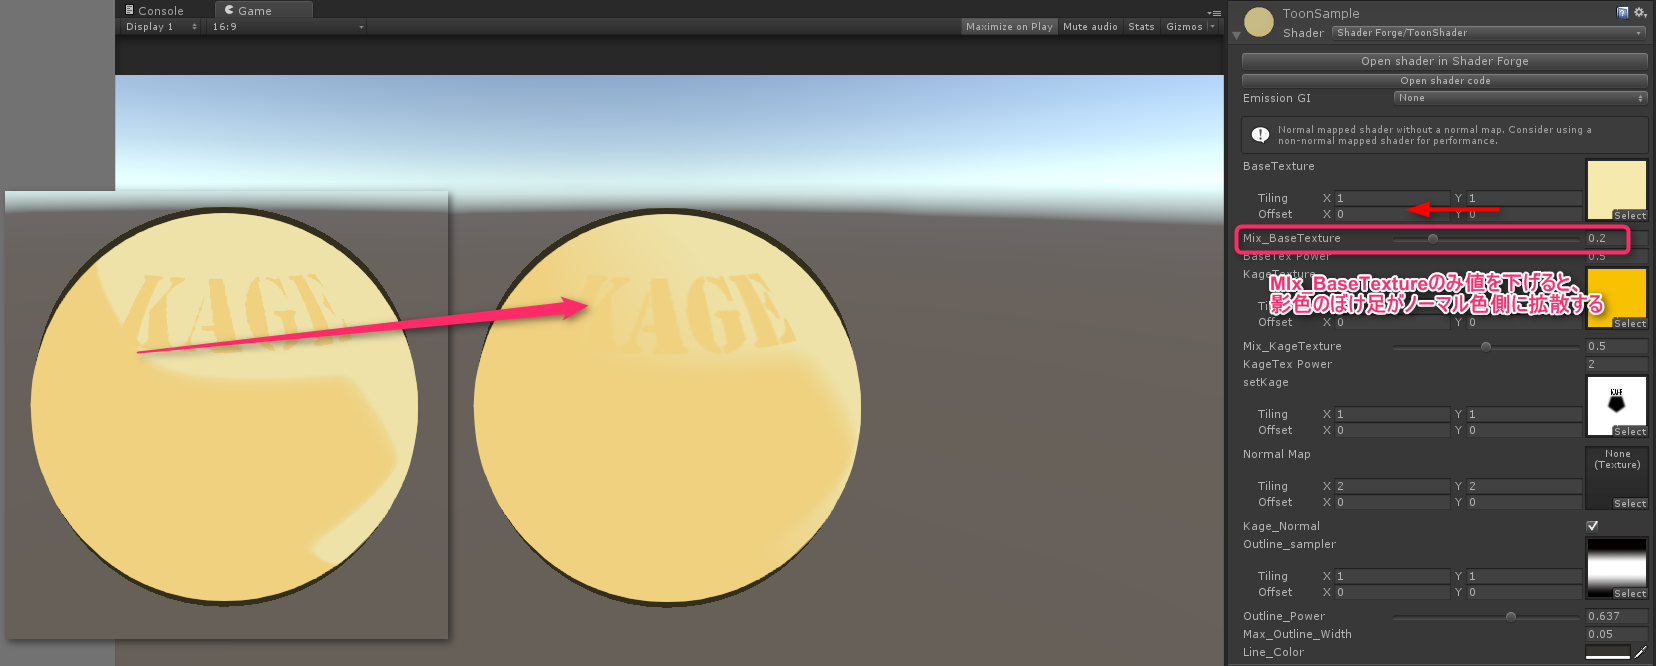 Console
Game
Display 1
16:9
Maximize on Play
Mute audio
Stats
Gizmos
KAGE
KAGE
ToonSample
Shader
Shader Forge/ToonShader
Open shader in Shader Forge
Open shader code
Emission GI
None
Normal mapped shader without a normal map. Consider using a
non-normal mapped shader for performance.
BaseTexture
Tiling X 1 Y 1
Offset X 0 Y 0
Select
Mix_BaseTexture 0.2
BaseTex Power 0.5
KageTexture
Mix_BaseTextureのみ値を下げると、
影色のぼけ足がノーマル色側に拡散する
Offset X 0 Y 0
Select
Mix_KageTexture 0.5
KageTex Power 2
setKage
KAGE
Tiling X 1 Y 1
Offset X 0 Y 0
Select
Normal Map
None
(Texture)
Tiling X 2 Y 2
Offset X 0 Y 0
Select
Kage_Normal
Outline_sampler
Tiling X 1 Y 1
Offset X 0 Y 0
Select
Outline_Power 0.637
Max_Outline_Width 0.05
Line_Color